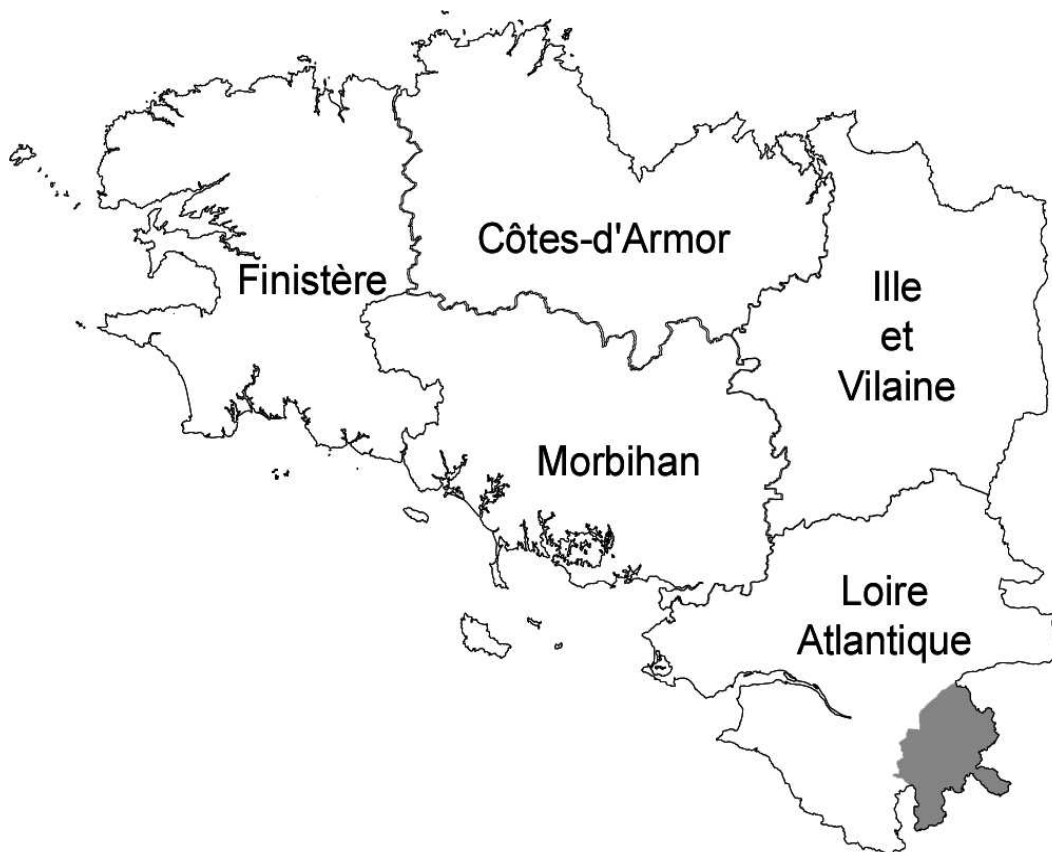 Côtes-d'Armor
Finistère
Ille
et
Vilaine
Morbihan
Loire
Atlantique